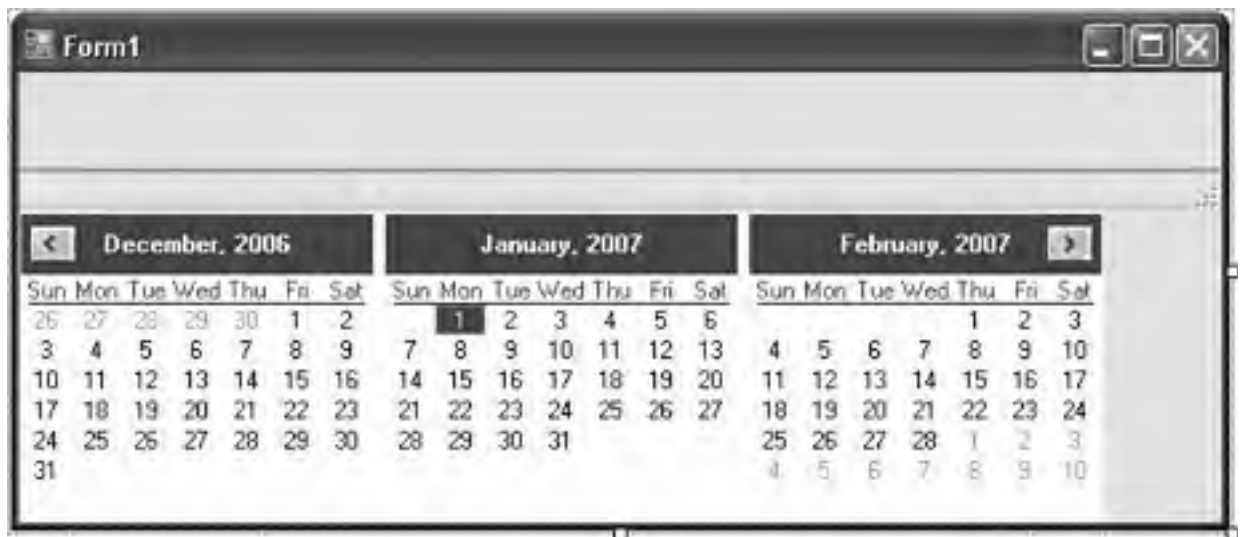 Form1
December, 2006 January, 2007 February, 2007
Sun Mon Tue Wed Thu Fri Sat Sun Mon Tue Wed Thu Fri Sat Sun Mon Tue Wed Thu Fri Sat
26 27 28 29 30 1 2 1 2 3 4 5 6 1 2 3
3 4 5 6 7 8 9 7 8 9 10 11 12 13 4 5 6 7 8 9 10
10 11 12 13 14 15 16 14 15 16 17 18 19 20 11 12 13 14 15 16 17
17 18 19 20 21 22 23 21 22 23 24 25 26 27 18 19 20 21 22 23 24
24 25 26 27 28 29 30 28 29 30 31 25 26 27 28 1 2 3
31 4 5 6 7 8 9 10